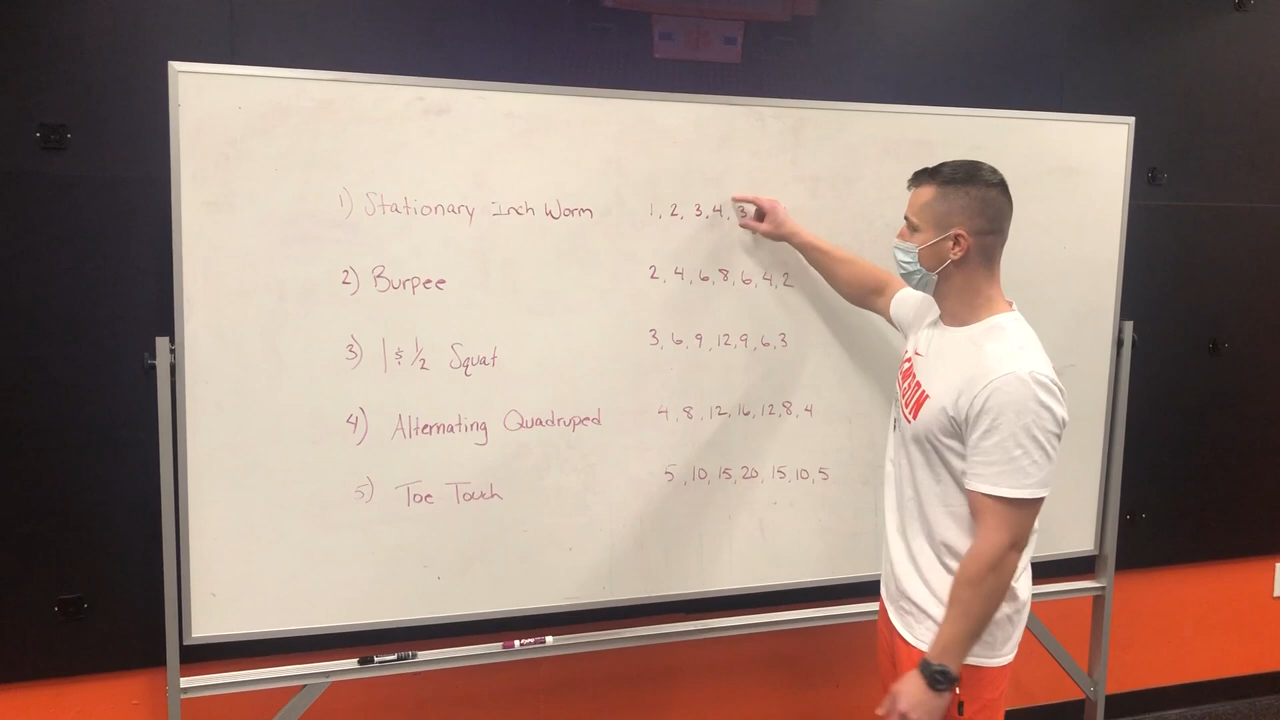 1) Stationary Inch Worm 1, 2, 3, 4, 3
2) Burpee 2, 4, 6, 8, 6, 4, 2
3) 1 & 1/2 Squat 3, 6, 9, 12, 9, 6, 3
4) Alternating Quadruped 4, 8, 12, 16, 12, 8, 4
5) Toe Touch 5, 10, 15, 20, 15, 10, 5
EXPO